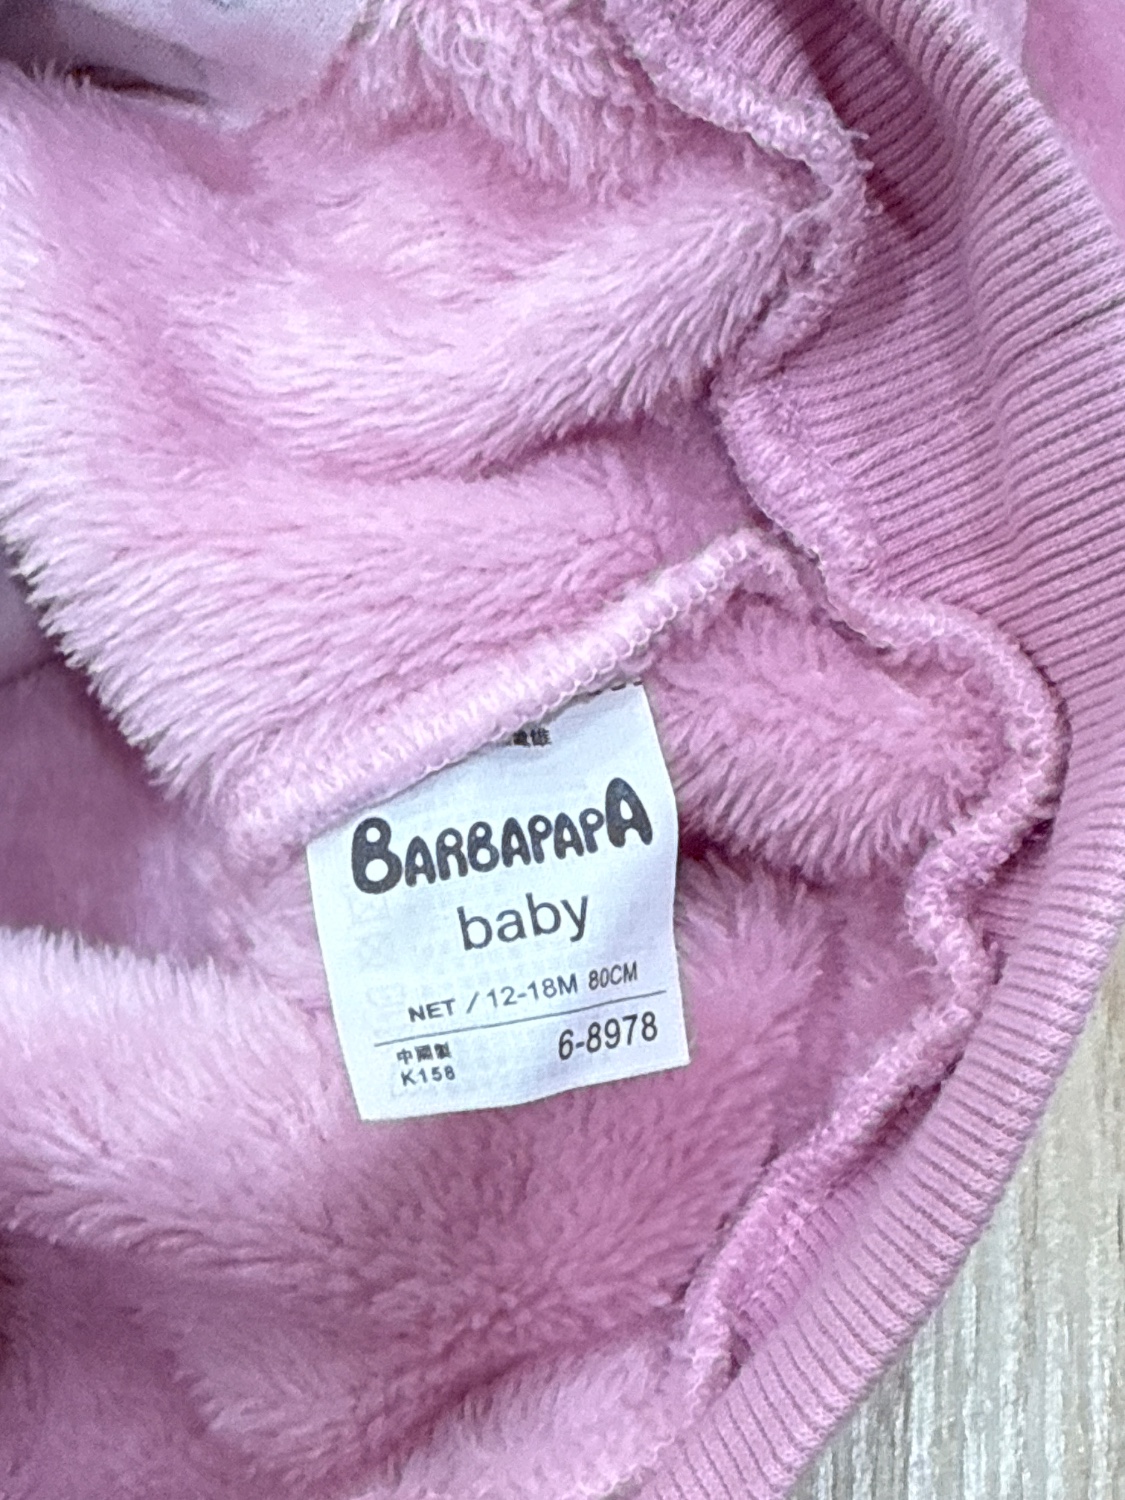 BARBAPAPA
baby
NET / 12-18M 80CM
中國製
K158
6-8978